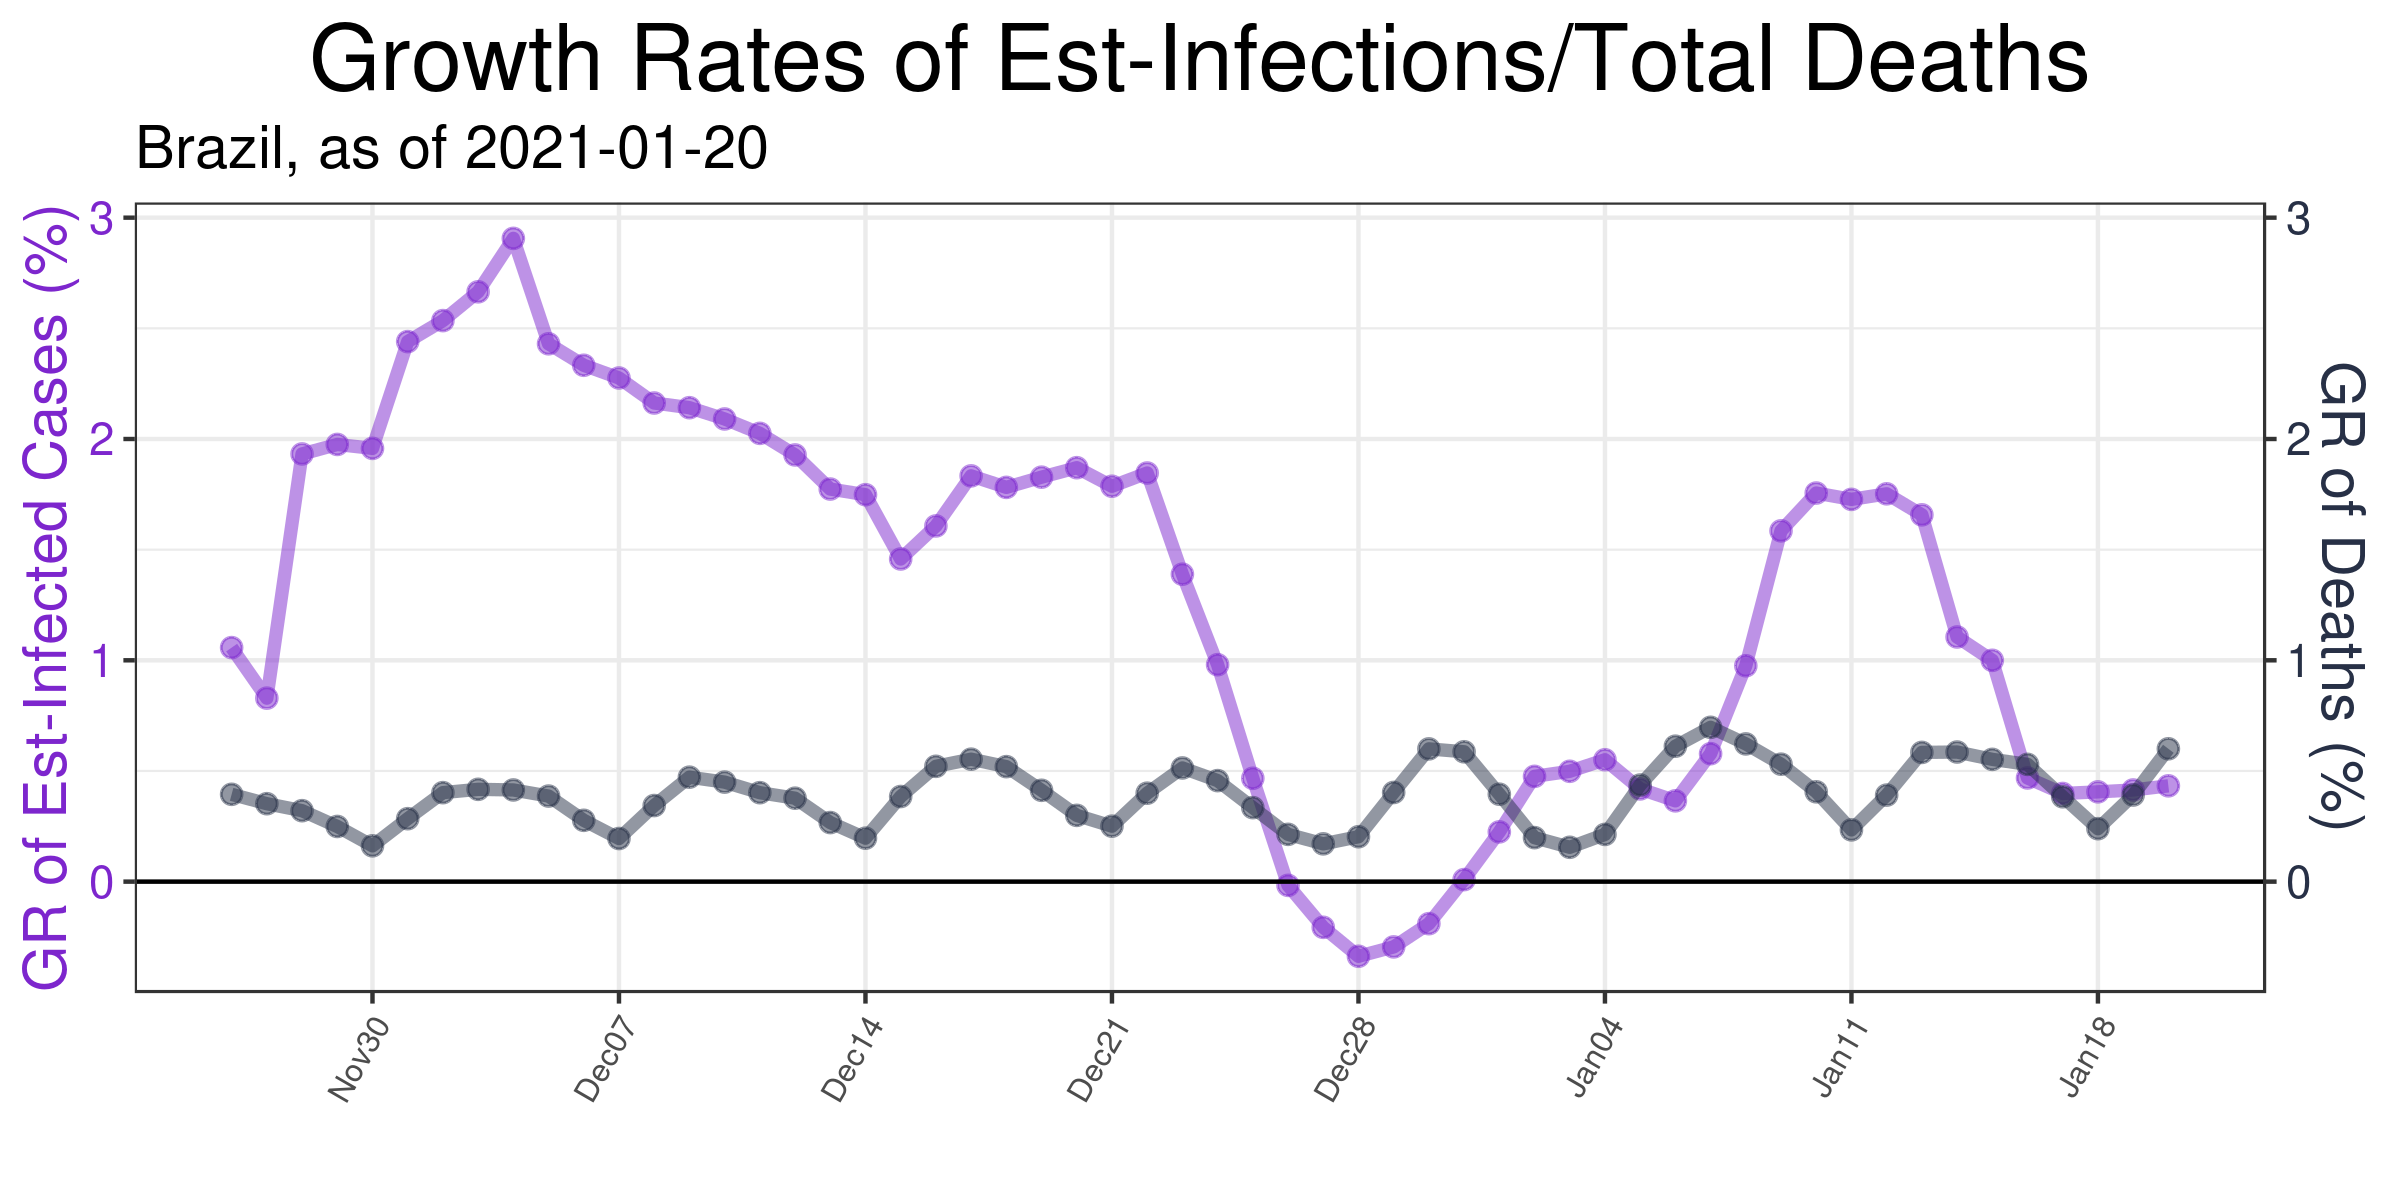 Growth Rates of Est-Infections/Total Deaths
Brazil, as of 2021-01-20
GR of Est-Infected Cases (%)
3
2
1
0
3
2
1
0
GR of Deaths (%)
Nov30
Dec07
Dec14
Dec21
Dec28
Jan04
Jan11
Jan18